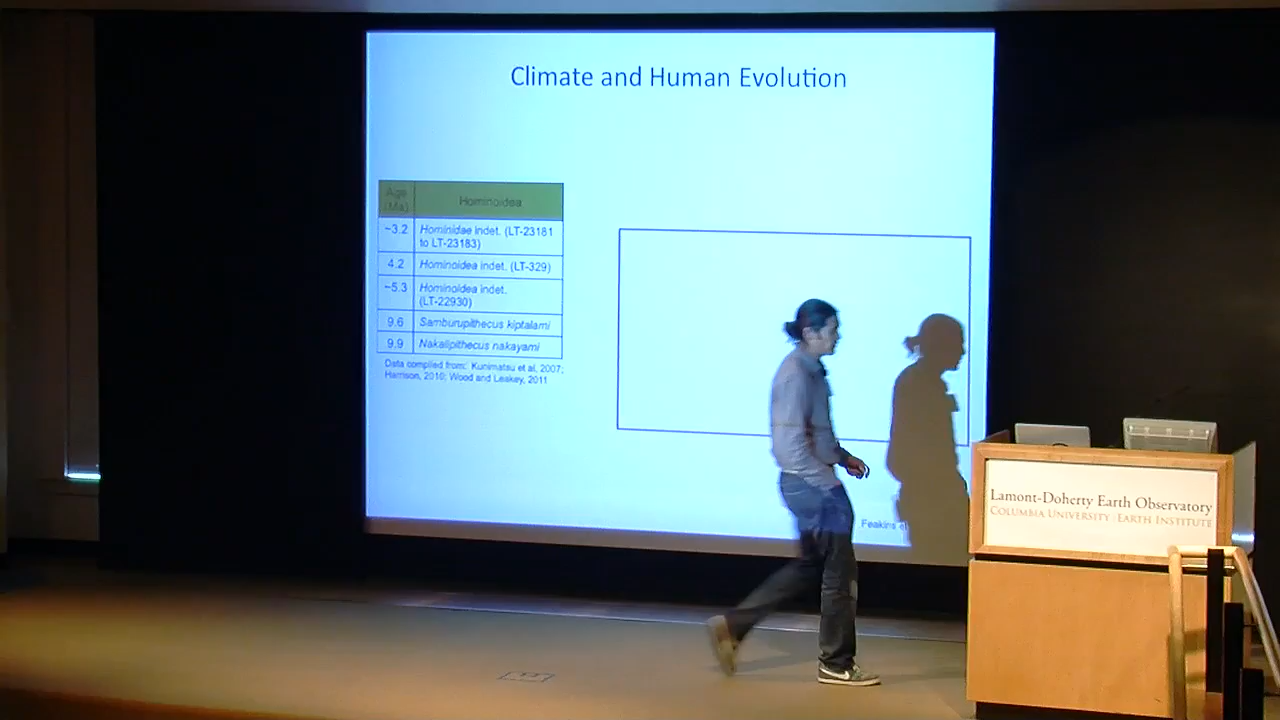 Climate and Human Evolution
Age
(Ma)
Hominoidea
~3.2
Hominidae indet. (LT-23181
to LT-23183)
4.2
Hominoidea indet. (LT-329)
~5.3
Hominoidea indet.
(LT-22930)
9.6
Samburupithecus kiptalami
9.9
Nakalipithecus nakayami
Data compiled from: Kunimatsu et al, 2007;
Harrison, 2010; Wood and Leakey, 2011
Feakins
Lamont-Doherty Earth Observatory
COLUMBIA UNIVERSITY | EARTH INSTITUTE